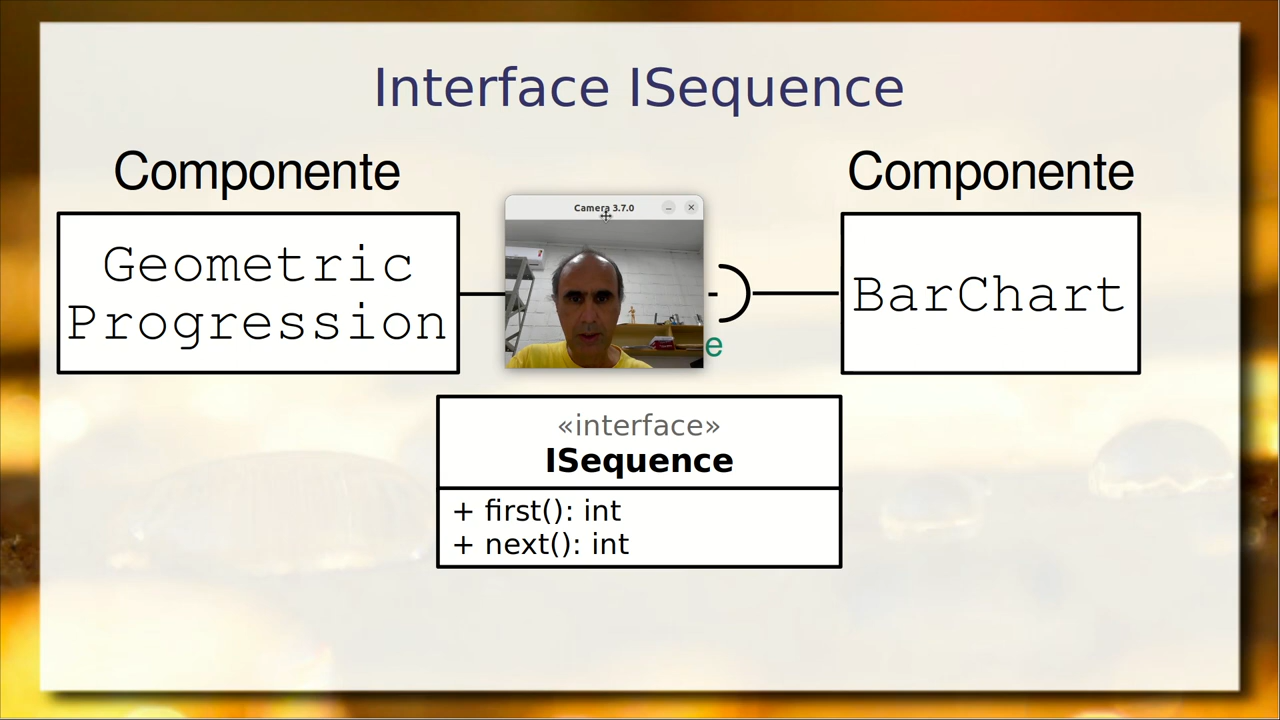 Interface ISequence
Componente
Componente
Geometric
Progression
Camera 3.7.0
e
BarChart
«interface»
ISequence
+ first(): int
+ next(): int